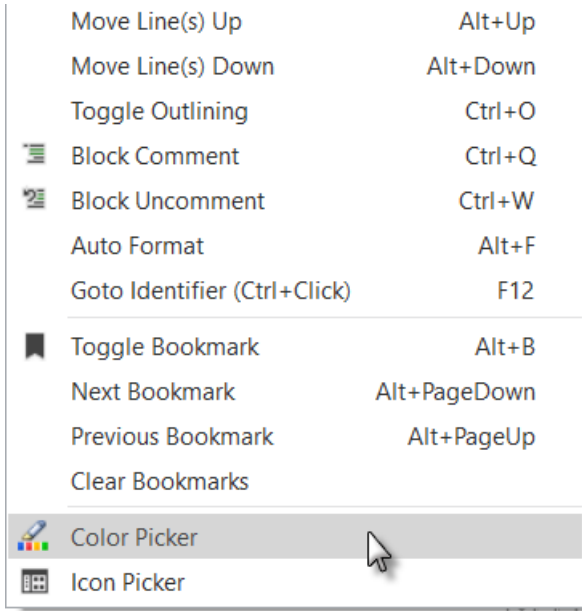 Move Line(s) Up Alt+Up
Move Line(s) Down Alt+Down
Toggle Outlining Ctrl+O
Block Comment Ctrl+Q
Block Uncomment Ctrl+W
Auto Format Alt+F
Goto Identifier (Ctrl+Click) F12
Toggle Bookmark Alt+B
Next Bookmark Alt+PageDown
Previous Bookmark Alt+PageUp
Clear Bookmarks
Color Picker
Icon Picker